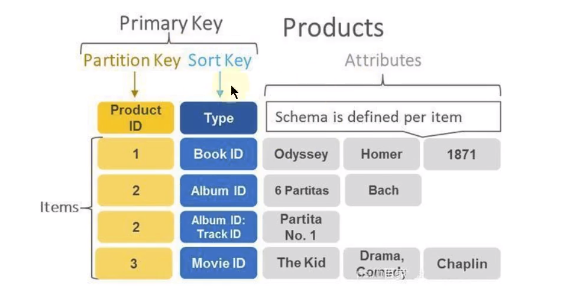 Primary Key
Products
Partition Key Sort Key
Attributes
Product
ID
Type
Schema is defined per item
Items
1
Book ID
Odyssey
Homer
1871
2
Album ID
6 Partitas
Bach
2
Album ID:
Track ID
Partita
No. 1
3
Movie ID
The Kid
Drama,
Comedy
Chaplin